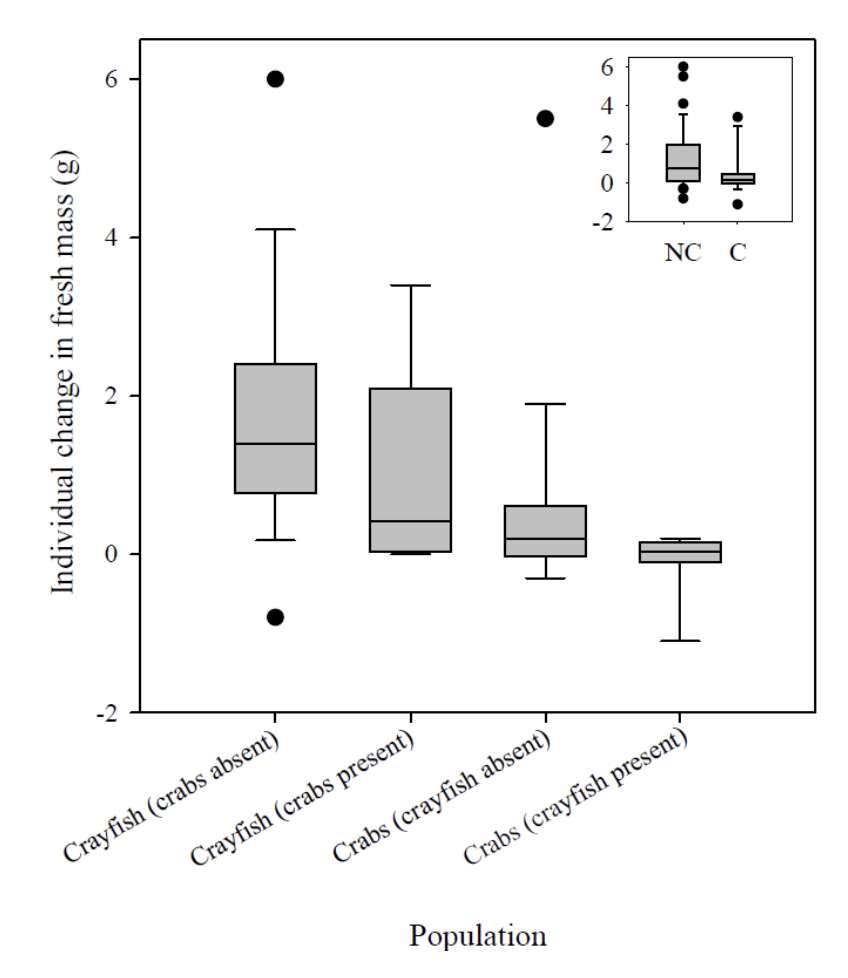 Individual change in fresh mass (g)
6
4
2
0
-2
6
4
2
0
-2
NC C
Crayfish (crabs absent)
Crayfish (crabs present)
Crabs (crayfish absent)
Crabs (crayfish present)
Population